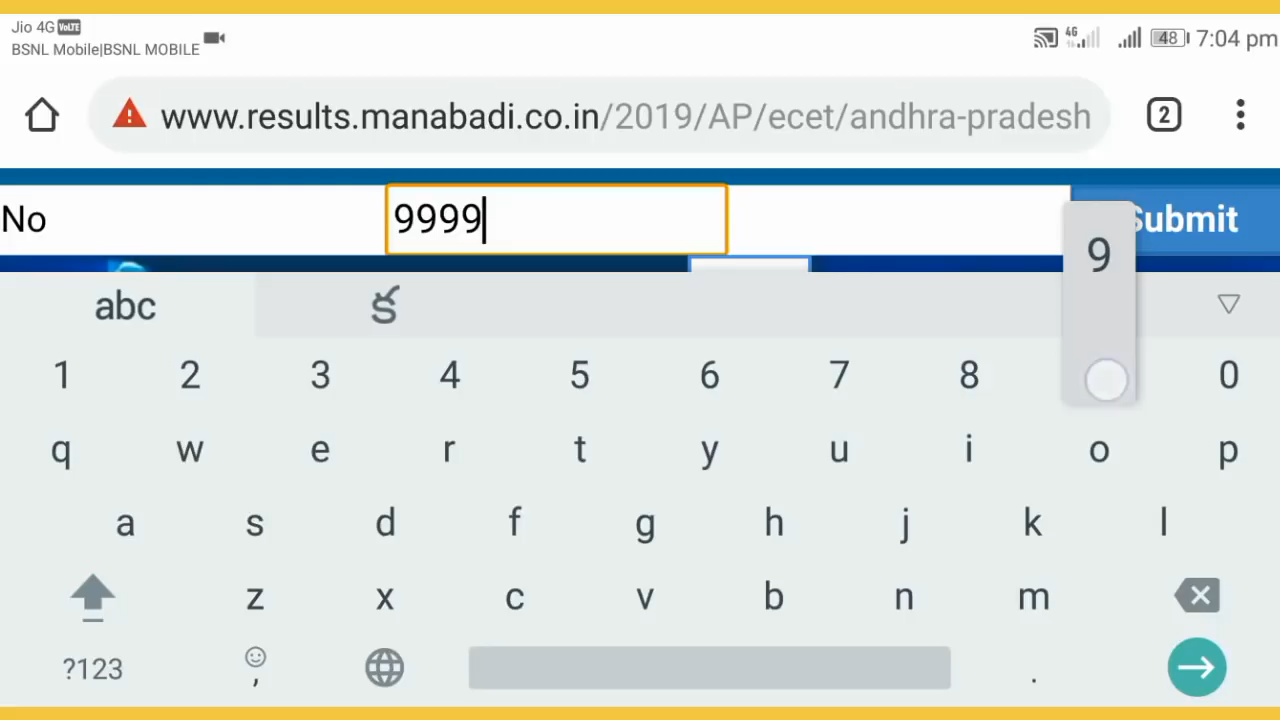 Jio 4G VoLTE
BSNL Mobile|BSNL MOBILE
4G 48 7:04 pm
www.results.manabadi.co.in/2019/AP/ecet/andhra-pradesh
2
No 9999 Submit
9
abc క
1 2 3 4 5 6 7 8 0
q w e r t y u i o p
a s d f g h j k l
z x c v b n m
?123 , .